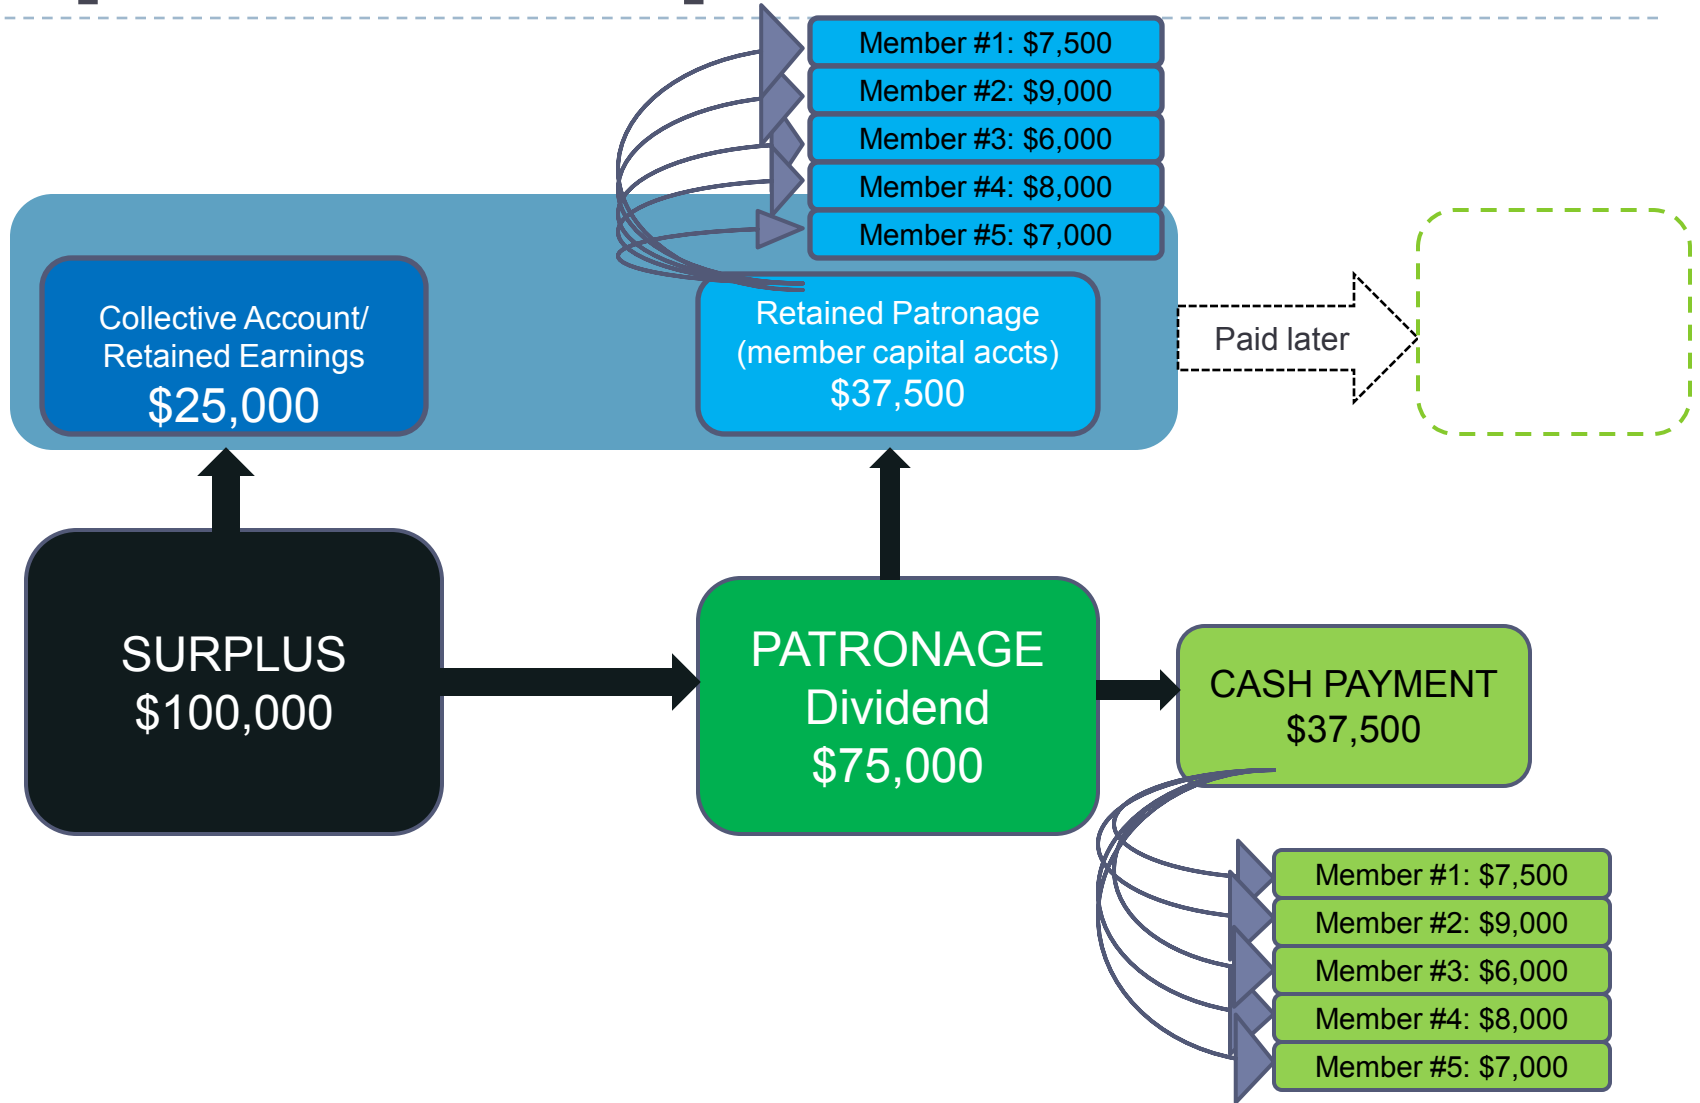 Member #1: $7,500
Member #2: $9,000
Member #3: $6,000
Member #4: $8,000
Member #5: $7,000
Collective Account/
Retained Earnings
$25,000
Retained Patronage
(member capital accts)
$37,500
Paid later
SURPLUS
$100,000
PATRONAGE
Dividend
$75,000
CASH PAYMENT
$37,500
Member #1: $7,500
Member #2: $9,000
Member #3: $6,000
Member #4: $8,000
Member #5: $7,000